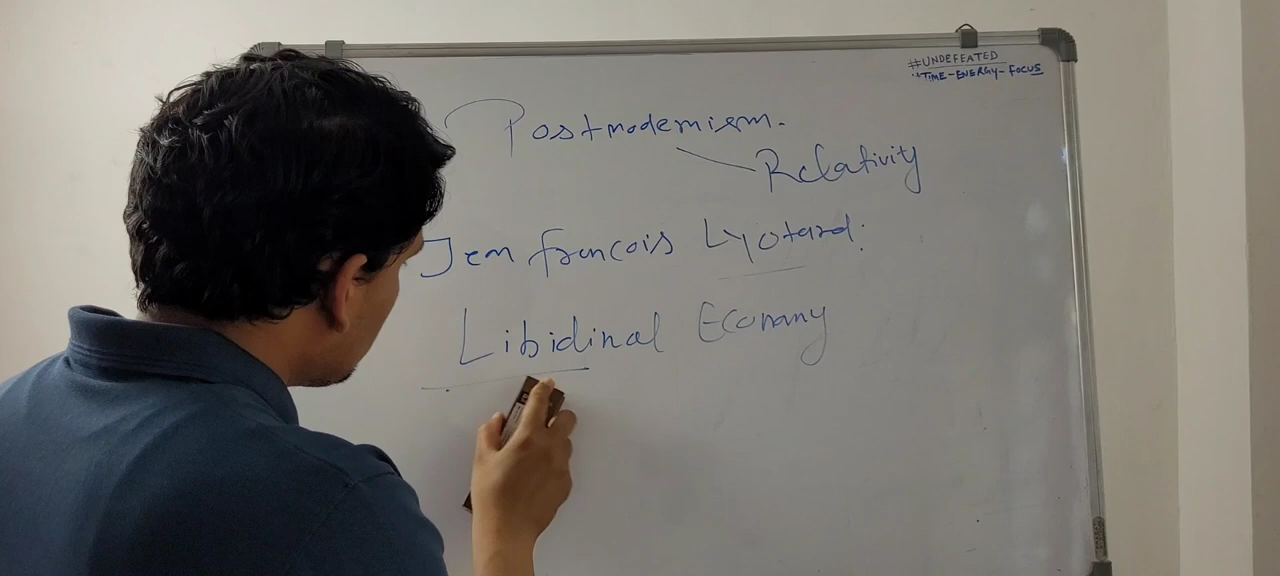 #UNDEFEATED
:TIME-ENERGY-FOCUS
Postmodernism.
Relativity
Jean francois Lyotard:
Libidinal Economy